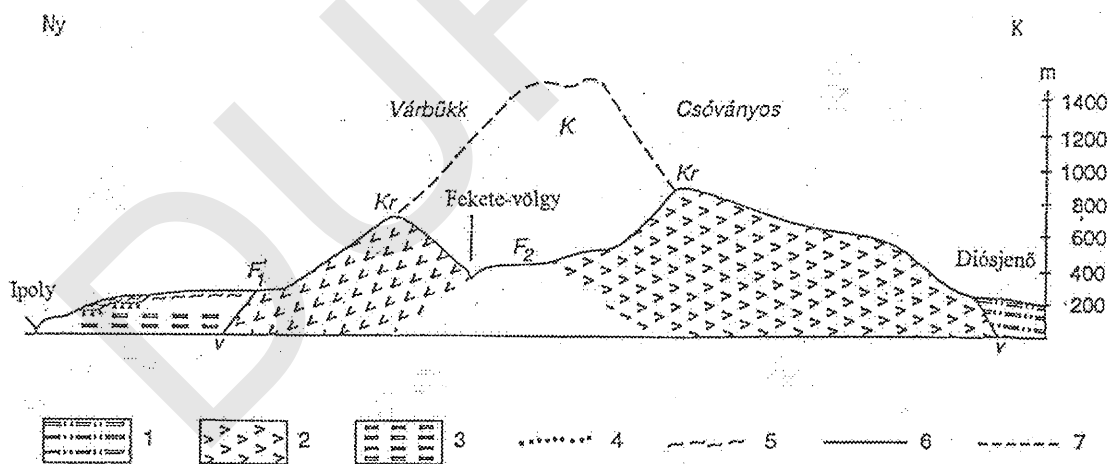 Ny K
m
1400
Várbükk K Csóványos
1200
1000
Kr Fekete-völgy Kr
800
600
F₁ F₂ Diósjenő
400
Ipoly
200
v v
1 2 3 4 5 6 7